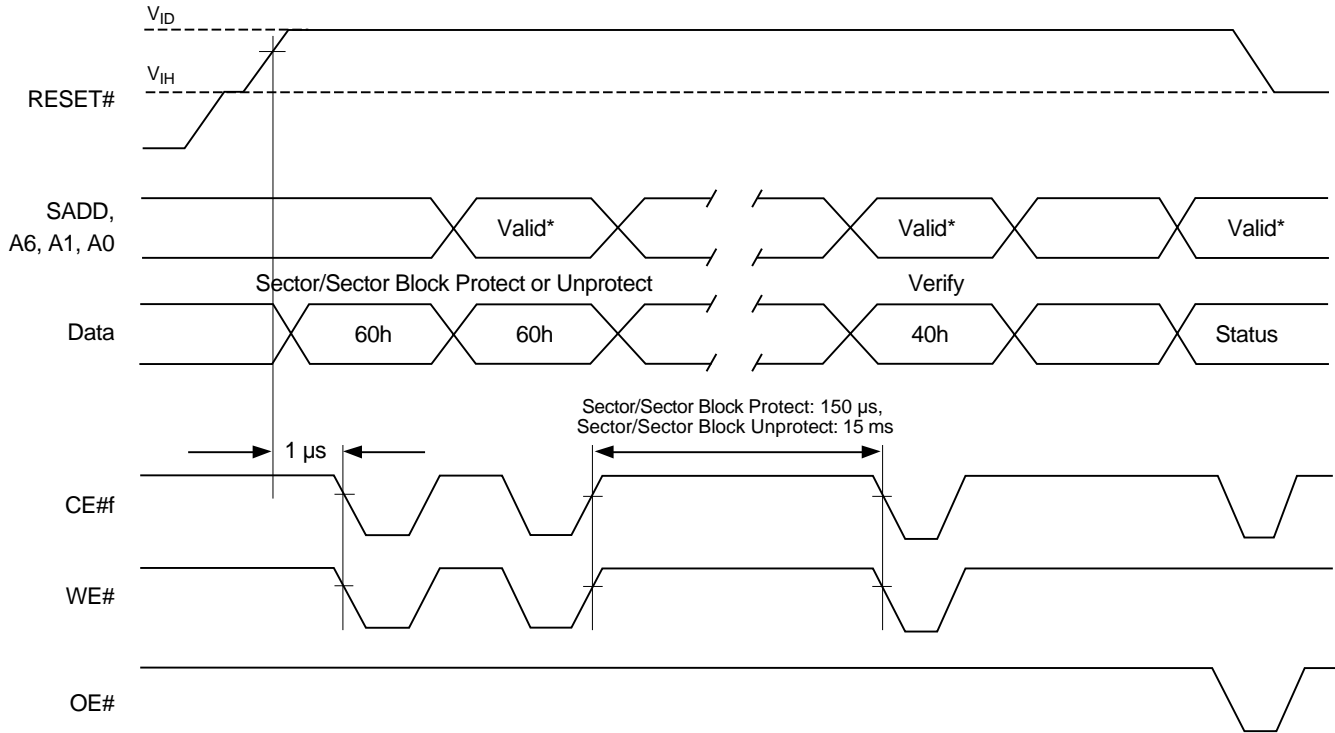 VID
VIH
RESET#
SADD,
A6, A1, A0
Valid* Valid* Valid*
Sector/Sector Block Protect or Unprotect Verify
Data 60h 60h 40h Status
Sector/Sector Block Protect: 150 µs,
Sector/Sector Block Unprotect: 15 ms
1 µs
CE#f
WE#
OE#